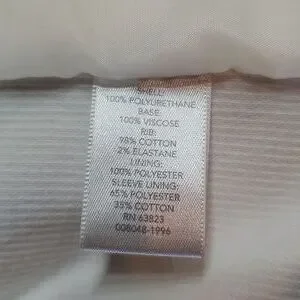 SHELL:
100% POLYURETHANE
BASE:
100% VISCOSE
RIB:
98% COTTON
2% ELASTANE
LINING:
100% POLYESTER
SLEEVE LINING:
65% POLYESTER
35% COTTON
RN 63823
008048-1996